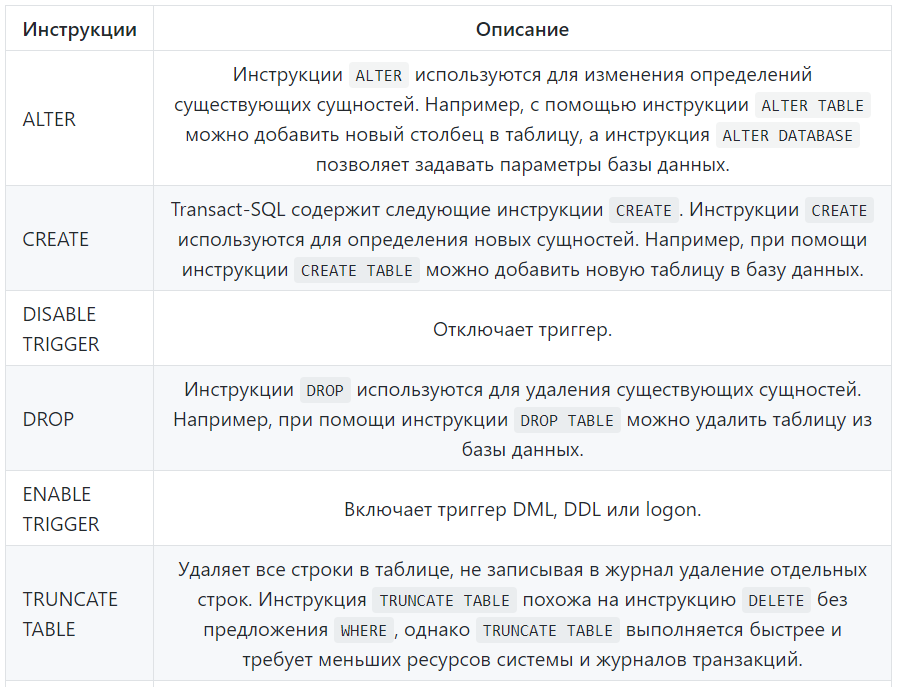 Инструкции Описание
ALTER
Инструкции ALTER используются для изменения определений
существующих сущностей. Например, с помощью инструкции ALTER TABLE
можно добавить новый столбец в таблицу, а инструкция ALTER DATABASE
позволяет задавать параметры базы данных.
CREATE
Transact-SQL содержит следующие инструкции CREATE. Инструкции CREATE
используются для определения новых сущностей. Например, при помощи
инструкции CREATE TABLE можно добавить новую таблицу в базу данных.
DISABLE
TRIGGER
Отключает триггер.
DROP
Инструкции DROP используются для удаления существующих сущностей.
Например, при помощи инструкции DROP TABLE можно удалить таблицу из
базы данных.
ENABLE
TRIGGER
Включает триггер DML, DDL или logon.
TRUNCATE
TABLE
Удаляет все строки в таблице, не записывая в журнал удаление отдельных
строк. Инструкция TRUNCATE TABLE похожа на инструкцию DELETE без
предложения WHERE, однако TRUNCATE TABLE выполняется быстрее и
требует меньших ресурсов системы и журналов транзакций.